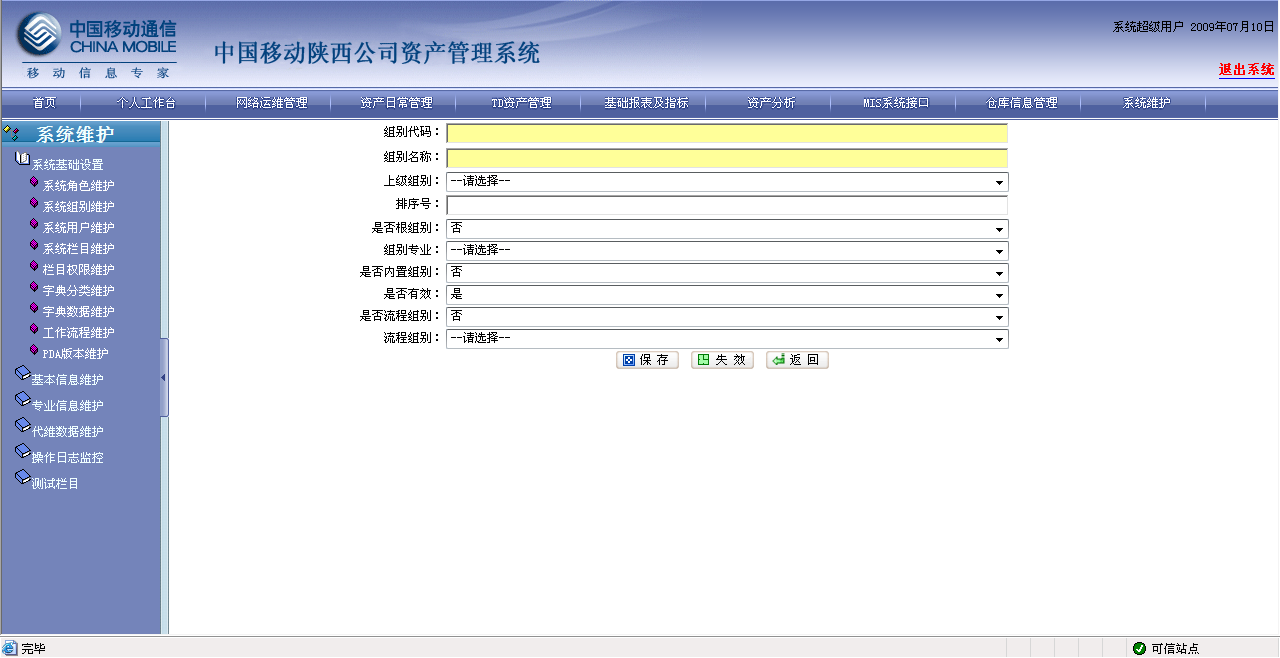 中国移动通信
CHINA MOBILE
移动信息专家
中国移动陕西公司资产管理系统
系统超级用户 2009年07月10日
退出系统
首页 个人工作台 网络运维管理 资产日常管理 TD资产管理 基础报表及指标 资产分析 MIS系统接口 仓库信息管理 系统维护
系统维护
系统基础设置
系统角色维护
系统组别维护
系统用户维护
系统栏目维护
栏目权限维护
字典分类维护
字典数据维护
工作流程维护
PDA版本维护
基本信息维护
专业信息维护
代维数据维护
操作日志监控
测试栏目
组别代码：
组别名称：
上级组别： --请选择--
排序号：
是否根组别： 否
组别专业： --请选择--
是否内置组别： 否
是否有效： 是
是否流程组别： 否
流程组别： --请选择--
保 存 失 效 返 回
完毕 可信站点